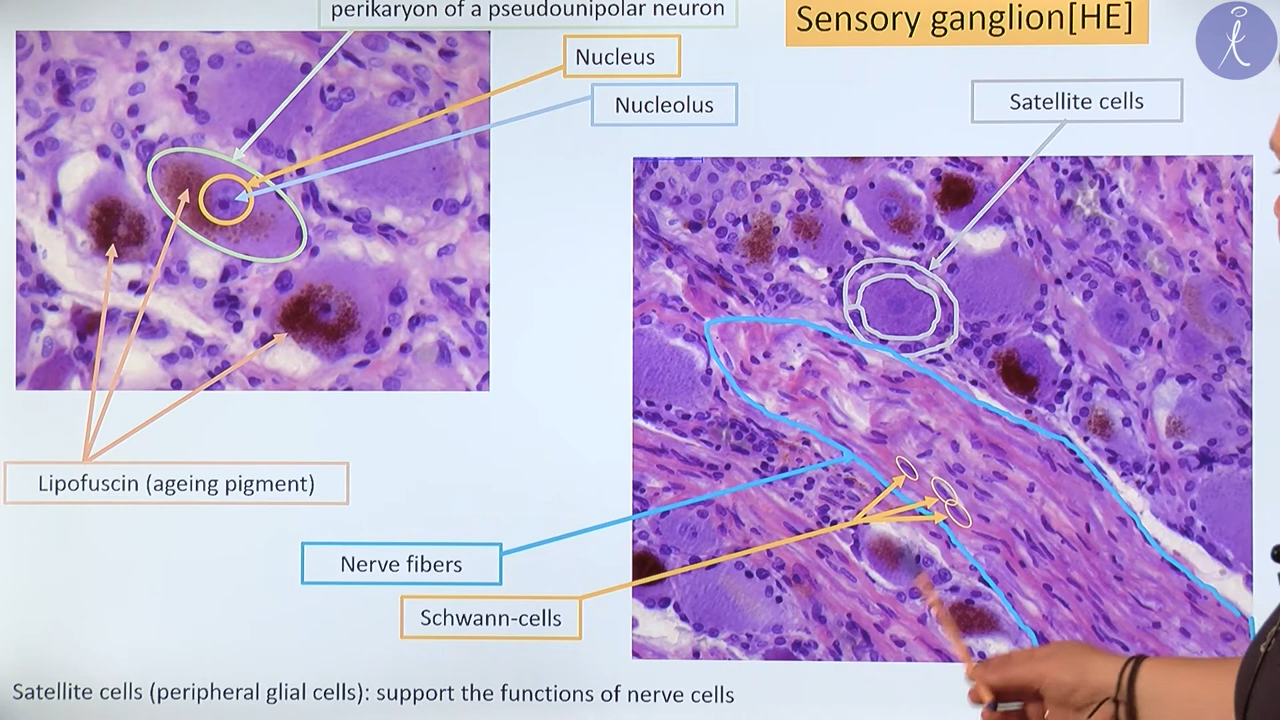 perikaryon of a pseudounipolar neuron
Sensory ganglion[HE]
Nucleus
Nucleolus
Satellite cells
Lipofuscin (ageing pigment)
Nerve fibers
Schwann-cells
Satellite cells (peripheral glial cells): support the functions of nerve cells